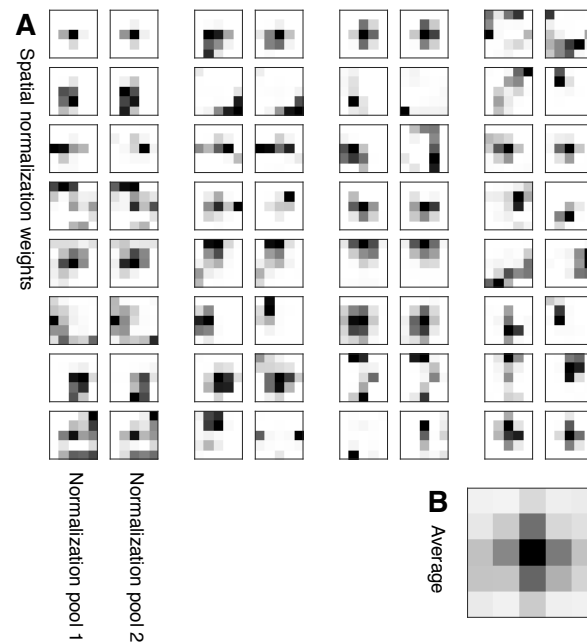 A
Spatial normalization weights
Normalization pool 1
Normalization pool 2
B
Average